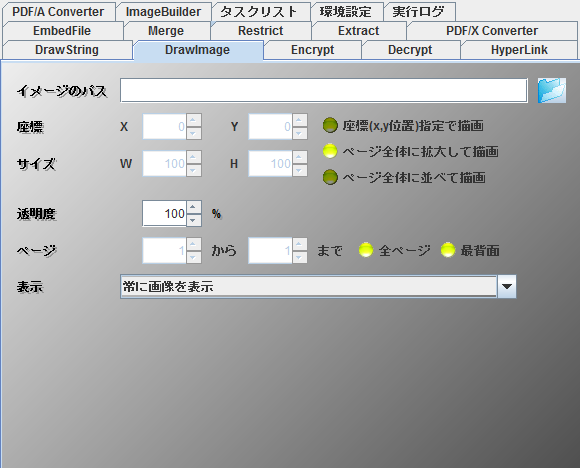 PDF/A Converter ImageBuilder タスクリスト 環境設定 実行ログ
EmbedFile Merge Restrict Extract PDF/X Converter
DrawString DrawImage Encrypt Decrypt HyperLink
イメージのパス
座標 X 0 Y 0 座標(x,y位置)指定で描画
ページ全体に拡大して描画
サイズ W 100 H 100
ページ全体に並べて描画
透明度 100 %
ページ 1 から 1 まで 全ページ 最背面
表示 常に画像を表示